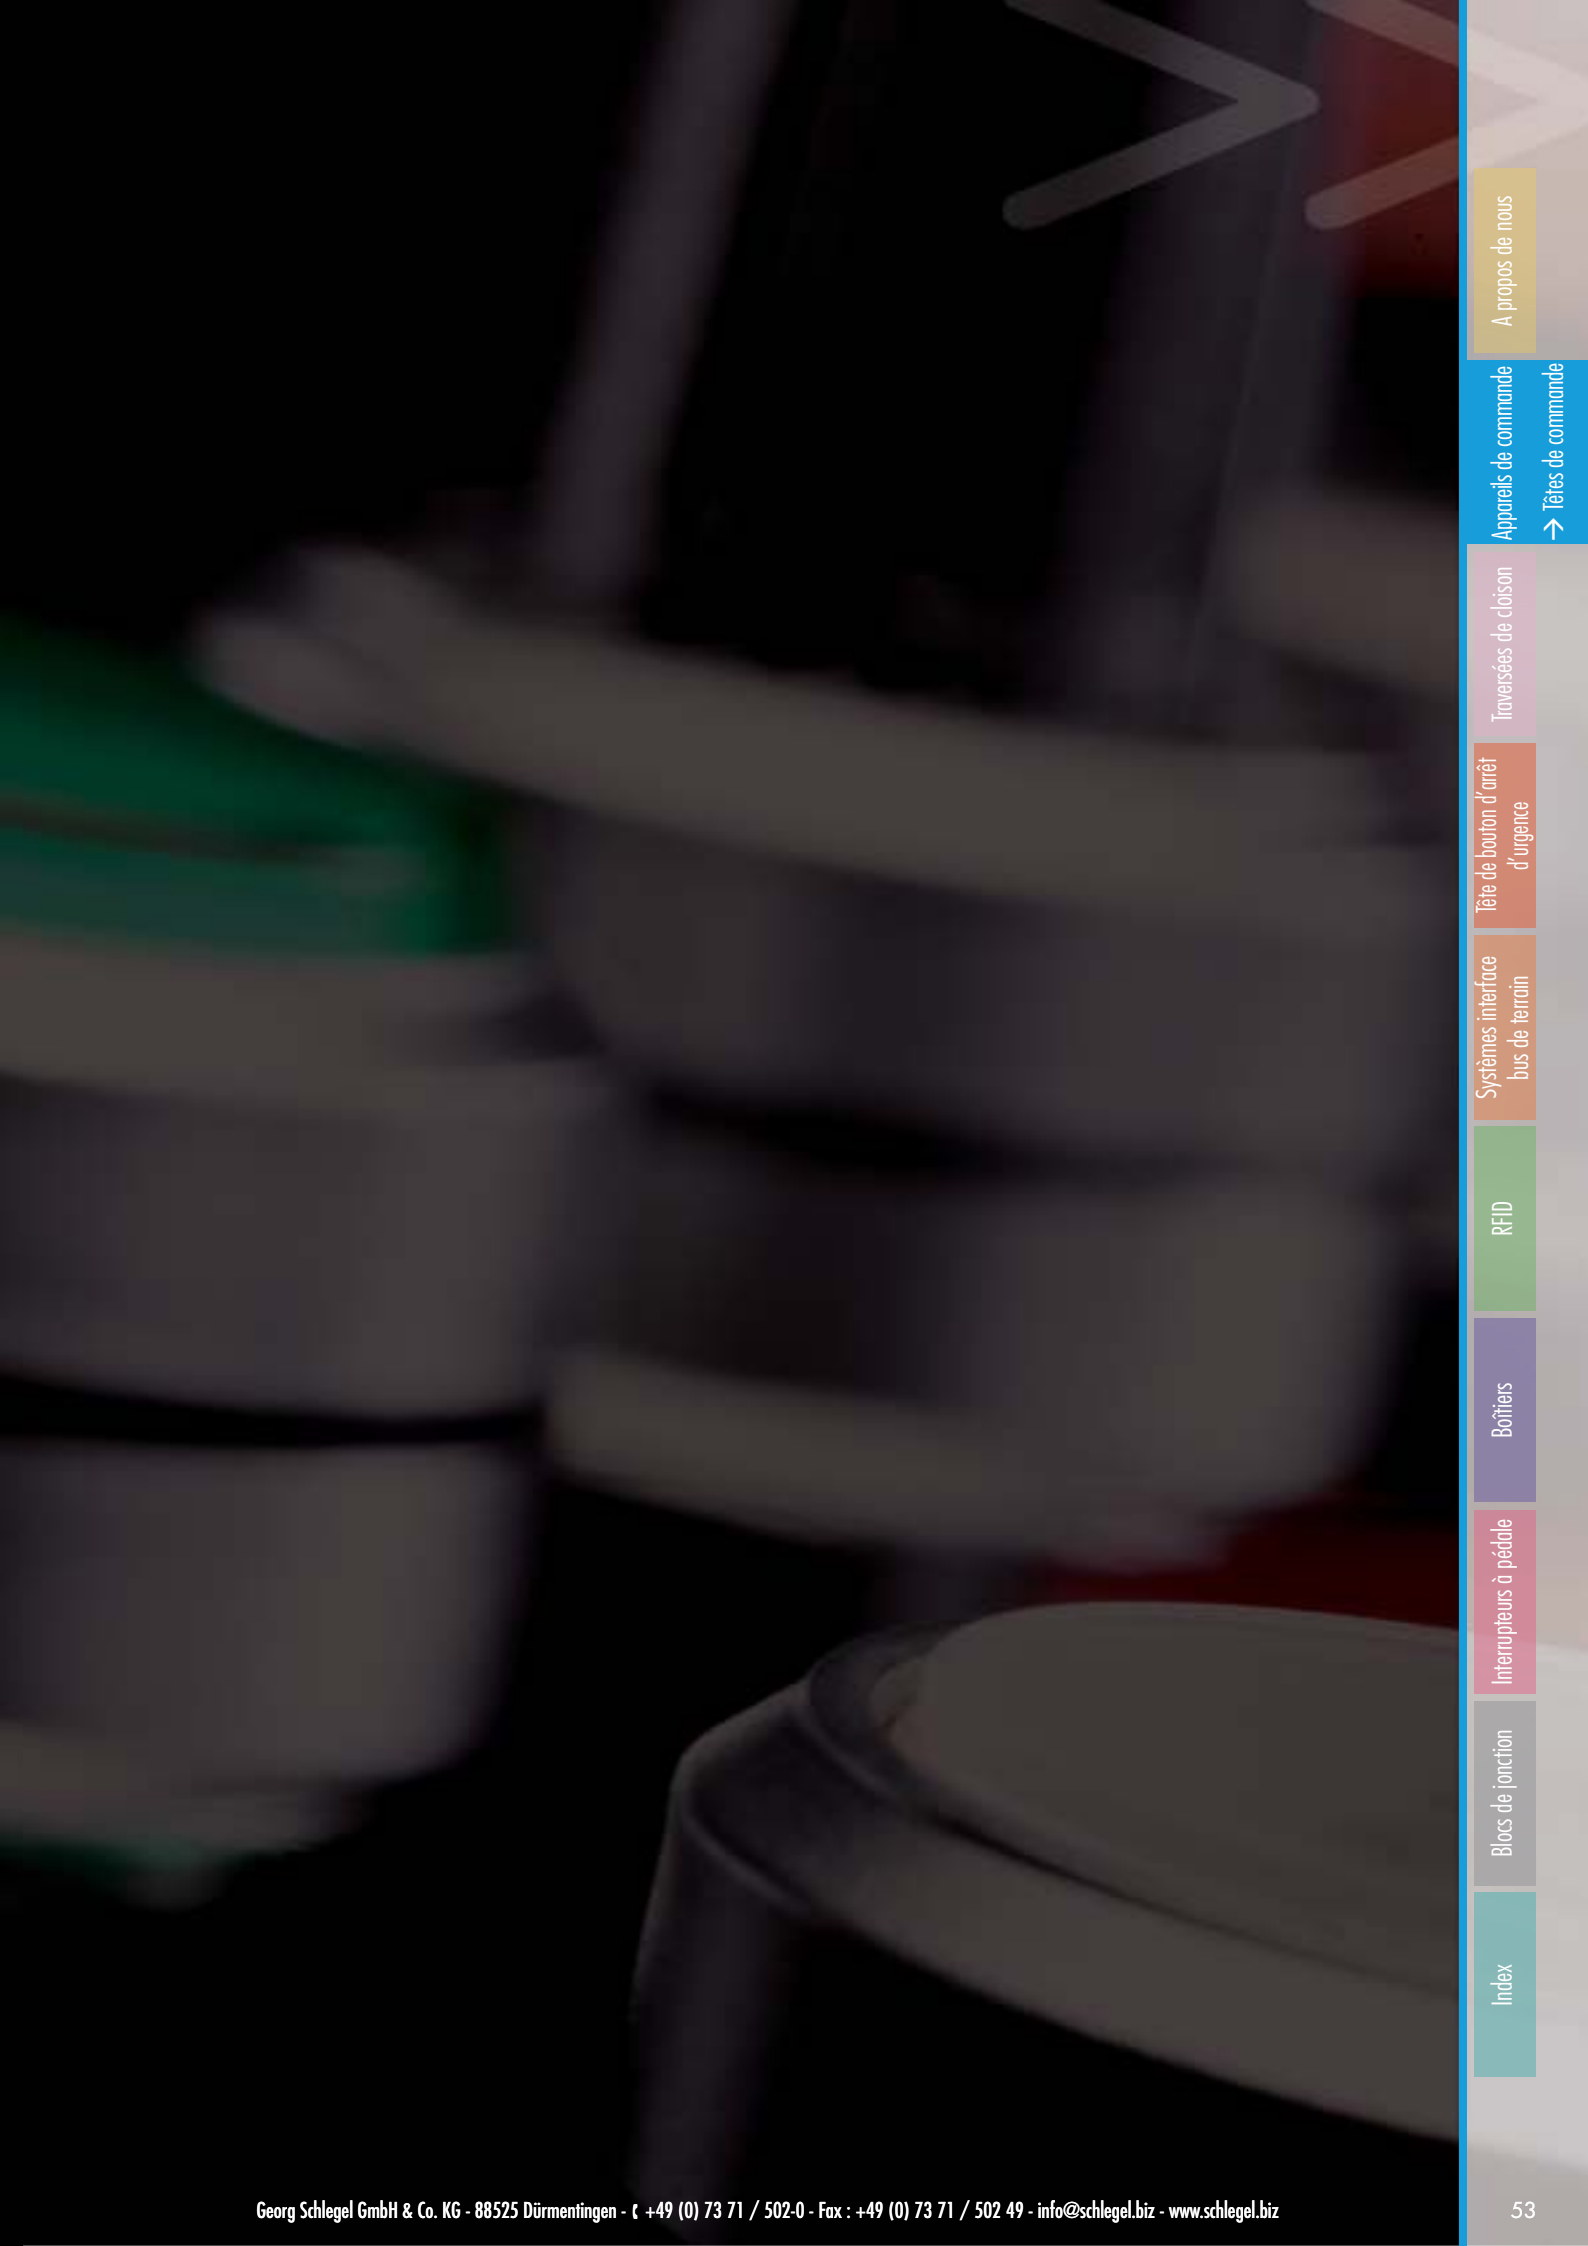 A propos de nous
Appareils de commande
→ Têtes de commande
Traversées de cloison
Tête de bouton d'arrêt
d'urgence
Systèmes interface
bus de terrain
RFID
Boîtiers
Interrupteurs à pédale
Blocs de jonction
Index
Georg Schlegel GmbH & Co. KG - 88525 Dürmentingen - ✆ +49 (0) 73 71 / 502-0 - Fax : +49 (0) 73 71 / 502 49 - info@schlegel.biz - www.schlegel.biz
53